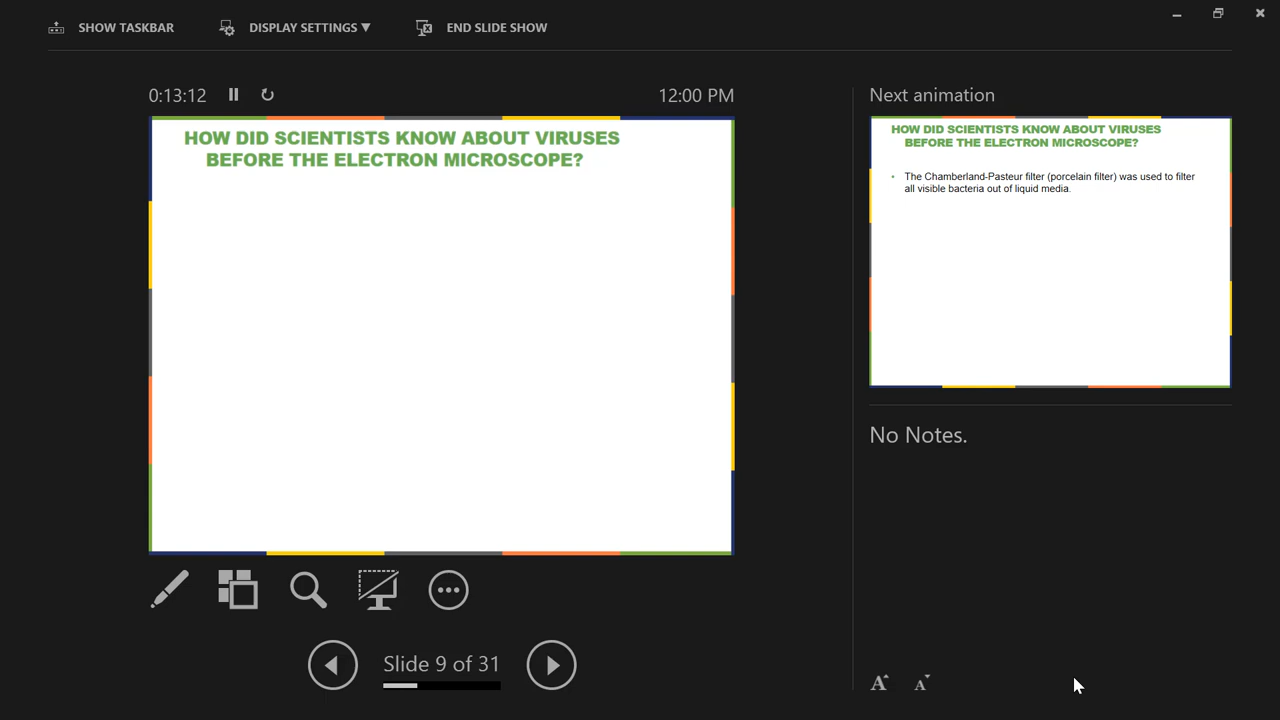 SHOW TASKBAR
DISPLAY SETTINGS ▼
END SLIDE SHOW
0:13:12
12:00 PM
HOW DID SCIENTISTS KNOW ABOUT VIRUSES
BEFORE THE ELECTRON MICROSCOPE?
Slide 9 of 31
Next animation
HOW DID SCIENTISTS KNOW ABOUT VIRUSES
BEFORE THE ELECTRON MICROSCOPE?
• The Chamberland-Pasteur filter (porcelain filter) was used to filter
all visible bacteria out of liquid media.
No Notes.
A A